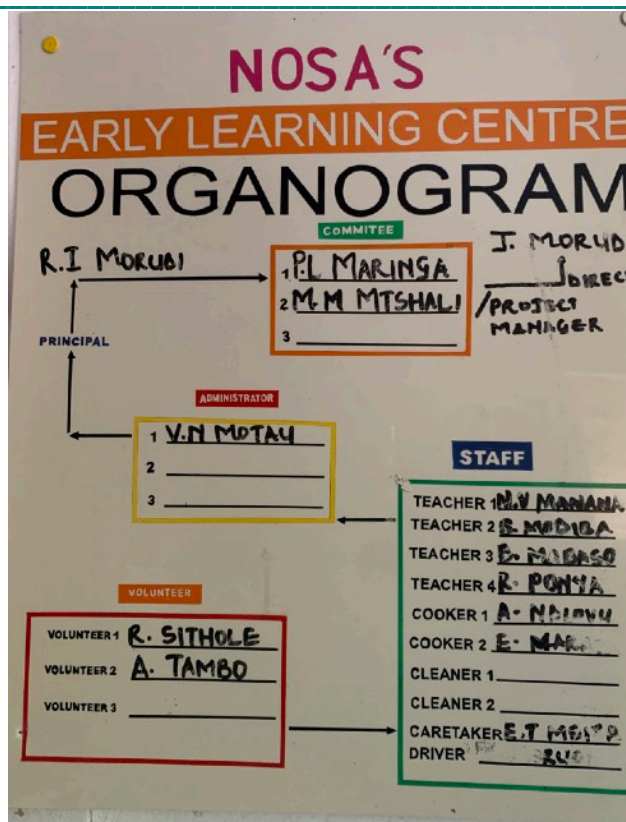 NOSA'S
EARLY LEARNING CENTRE
ORGANOGRAM
COMMITEE
R.I MORUBI
J. MORUB
1 P.L MARINGA
DIREC
2 M.M MTSHALI
/PROJECT
MANAGER
3
PRINCIPAL
ADMINISTRATOR
1 V.N MOTAU
2
3
STAFF
TEACHER 1 N.V MANANA
TEACHER 2
TEACHER 3
TEACHER 4 R. PONYA
COOKER 1 A.
COOKER 2 E.
CLEANER 1
CLEANER 2
CARETAKER E.T
DRIVER
VOLUNTEER
VOLUNTEER 1 R. SITHOLE
VOLUNTEER 2 A. TAMBO
VOLUNTEER 3